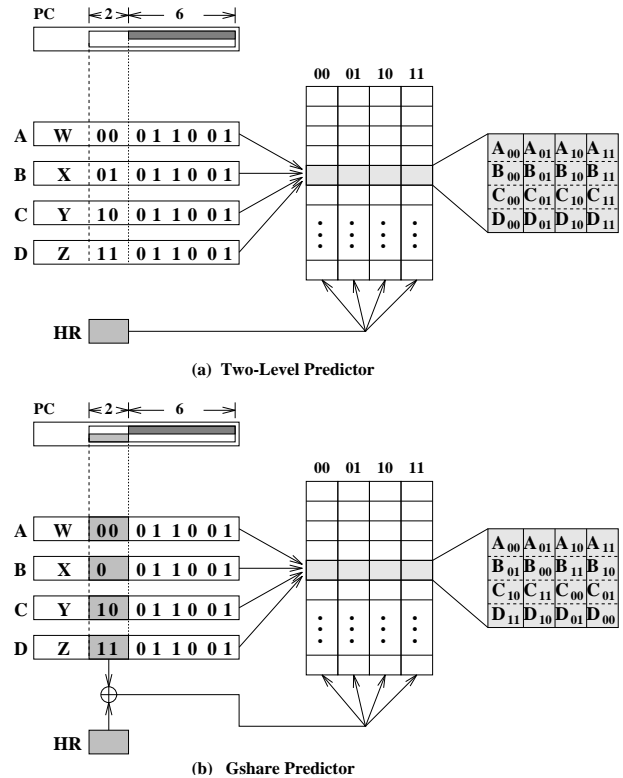 PC 2 6
00 01 10 11
A W 00 0 1 1 0 0 1
B X 01 0 1 1 0 0 1
C Y 10 0 1 1 0 0 1
D Z 11 0 1 1 0 0 1
A00 A01 A10 A11
B00 B01 B10 B11
C00 C01 C10 C11
D00 D01 D10 D11
HR
(a) Two-Level Predictor
PC 2 6
00 01 10 11
A W 00 0 1 1 0 0 1
B X 0 0 1 1 0 0 1
C Y 10 0 1 1 0 0 1
D Z 11 0 1 1 0 0 1
A00 A01 A10 A11
B01 B00 B11 B10
C10 C11 C00 C01
D11 D10 D01 D00
HR
(b) Gshare Predictor